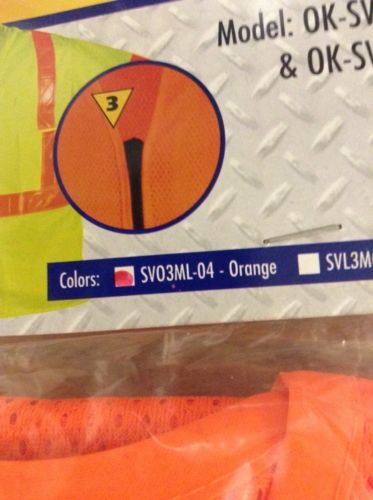 Model: OK-SV
& OK-SV
3
Colors: SVO3ML-04 - Orange SVL3M